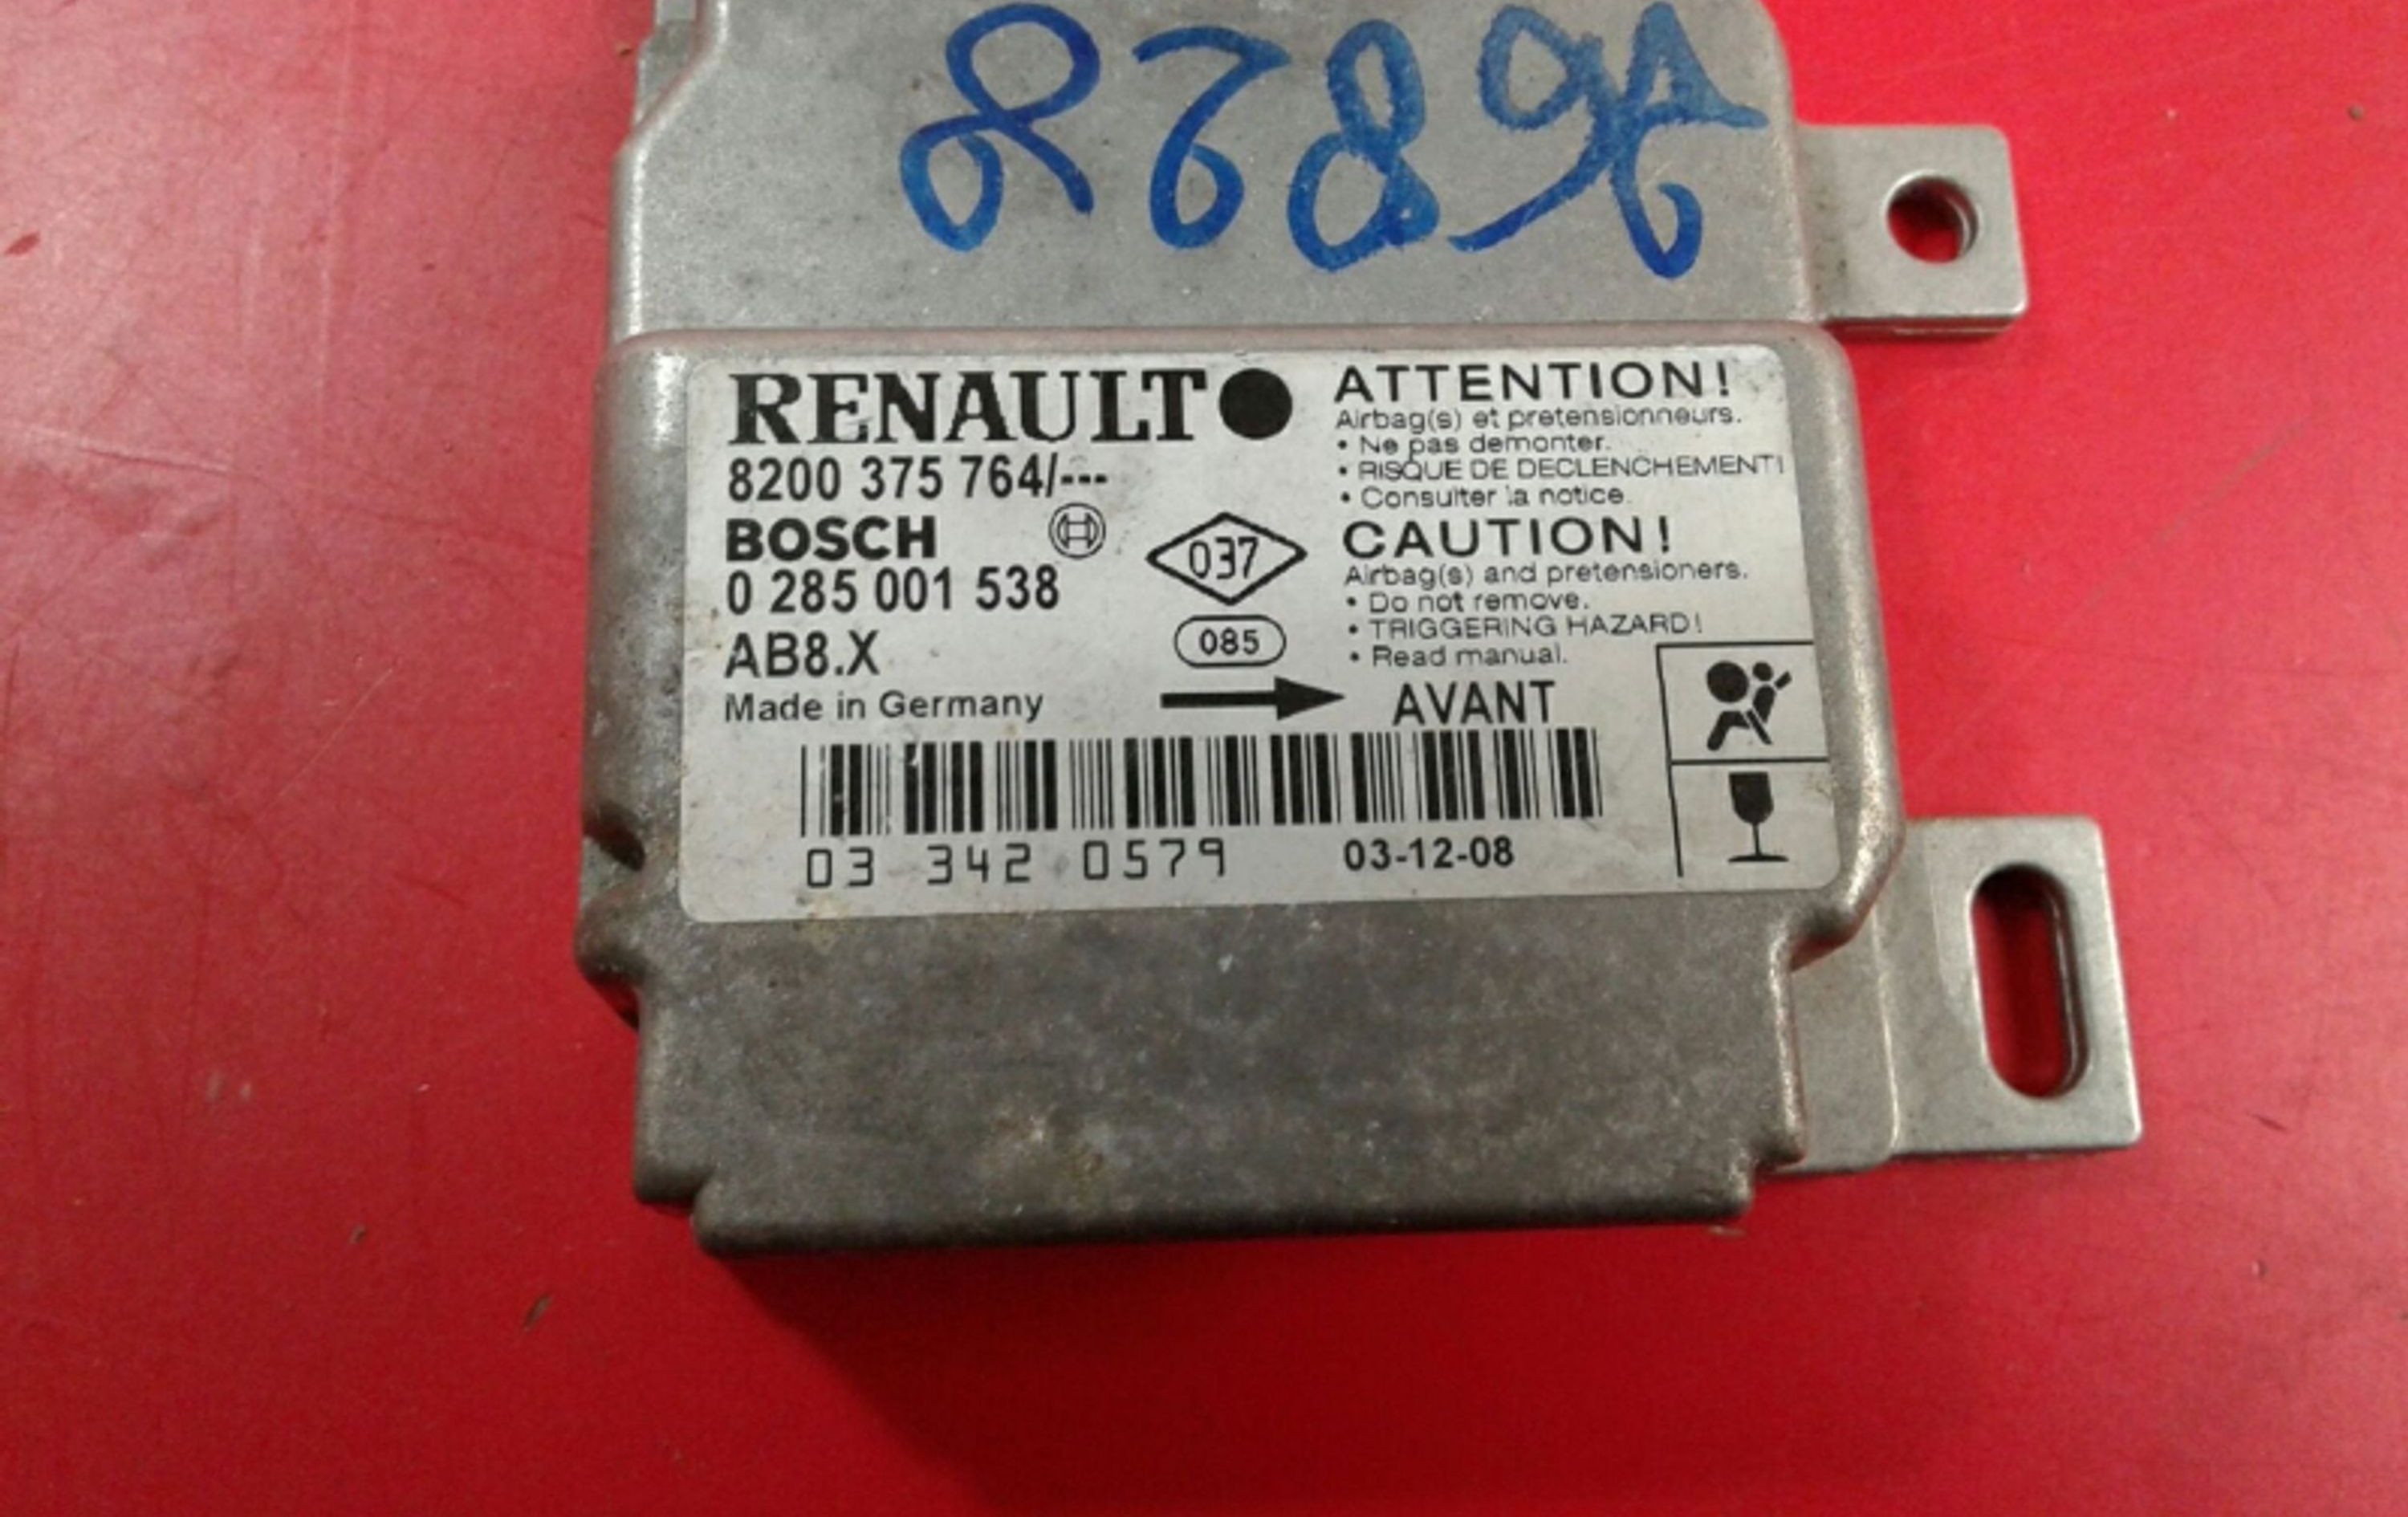 RENAULT
8200 375 764/---
BOSCH
0 285 001 538
AB8.X
Made in Germany
037
085
ATTENTION!
Airbag(s) et pretensionneurs.
• Ne pas demonter.
• RISQUE DE DECLENCHEMENT!
• Consulter la notice.
CAUTION!
Airbag(s) and pretensioners.
• Do not remove.
• TRIGGERING HAZARD!
• Read manual.
AVANT
03 342 0579 03-12-08